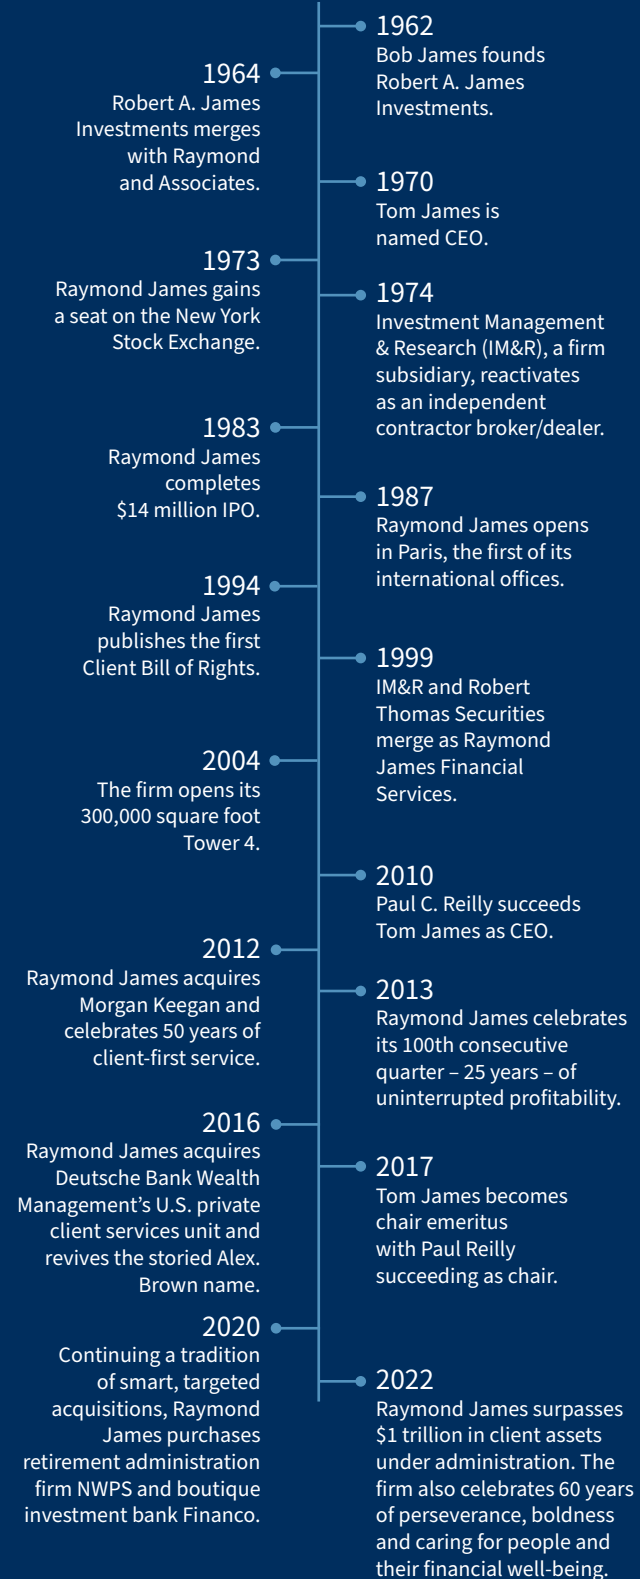 1962
Bob James founds
Robert A. James
Investments.
1964
Robert A. James
Investments merges
with Raymond
and Associates.
1970
Tom James is
named CEO.
1973
Raymond James gains
a seat on the New York
Stock Exchange.
1974
Investment Management
& Research (IM&R), a firm
subsidiary, reactivates
as an independent
contractor broker/dealer.
1983
Raymond James
completes
$14 million IPO.
1987
Raymond James opens
in Paris, the first of its
international offices.
1994
Raymond James
publishes the first
Client Bill of Rights.
1999
IM&R and Robert
Thomas Securities
merge as Raymond
James Financial
Services.
2004
The firm opens its
300,000 square foot
Tower 4.
2010
Paul C. Reilly succeeds
Tom James as CEO.
2012
Raymond James acquires
Morgan Keegan and
celebrates 50 years of
client-first service.
2013
Raymond James celebrates
its 100th consecutive
quarter – 25 years – of
uninterrupted profitability.
2016
Raymond James acquires
Deutsche Bank Wealth
Management’s U.S. private
client services unit and
revives the storied Alex.
Brown name.
2017
Tom James becomes
chair emeritus
with Paul Reilly
succeeding as chair.
2020
Continuing a tradition
of smart, targeted
acquisitions, Raymond
James purchases
retirement administration
firm NWPS and boutique
investment bank Financo.
2022
Raymond James surpasses
$1 trillion in client assets
under administration. The
firm also celebrates 60 years
of perseverance, boldness
and caring for people and
their financial well-being.